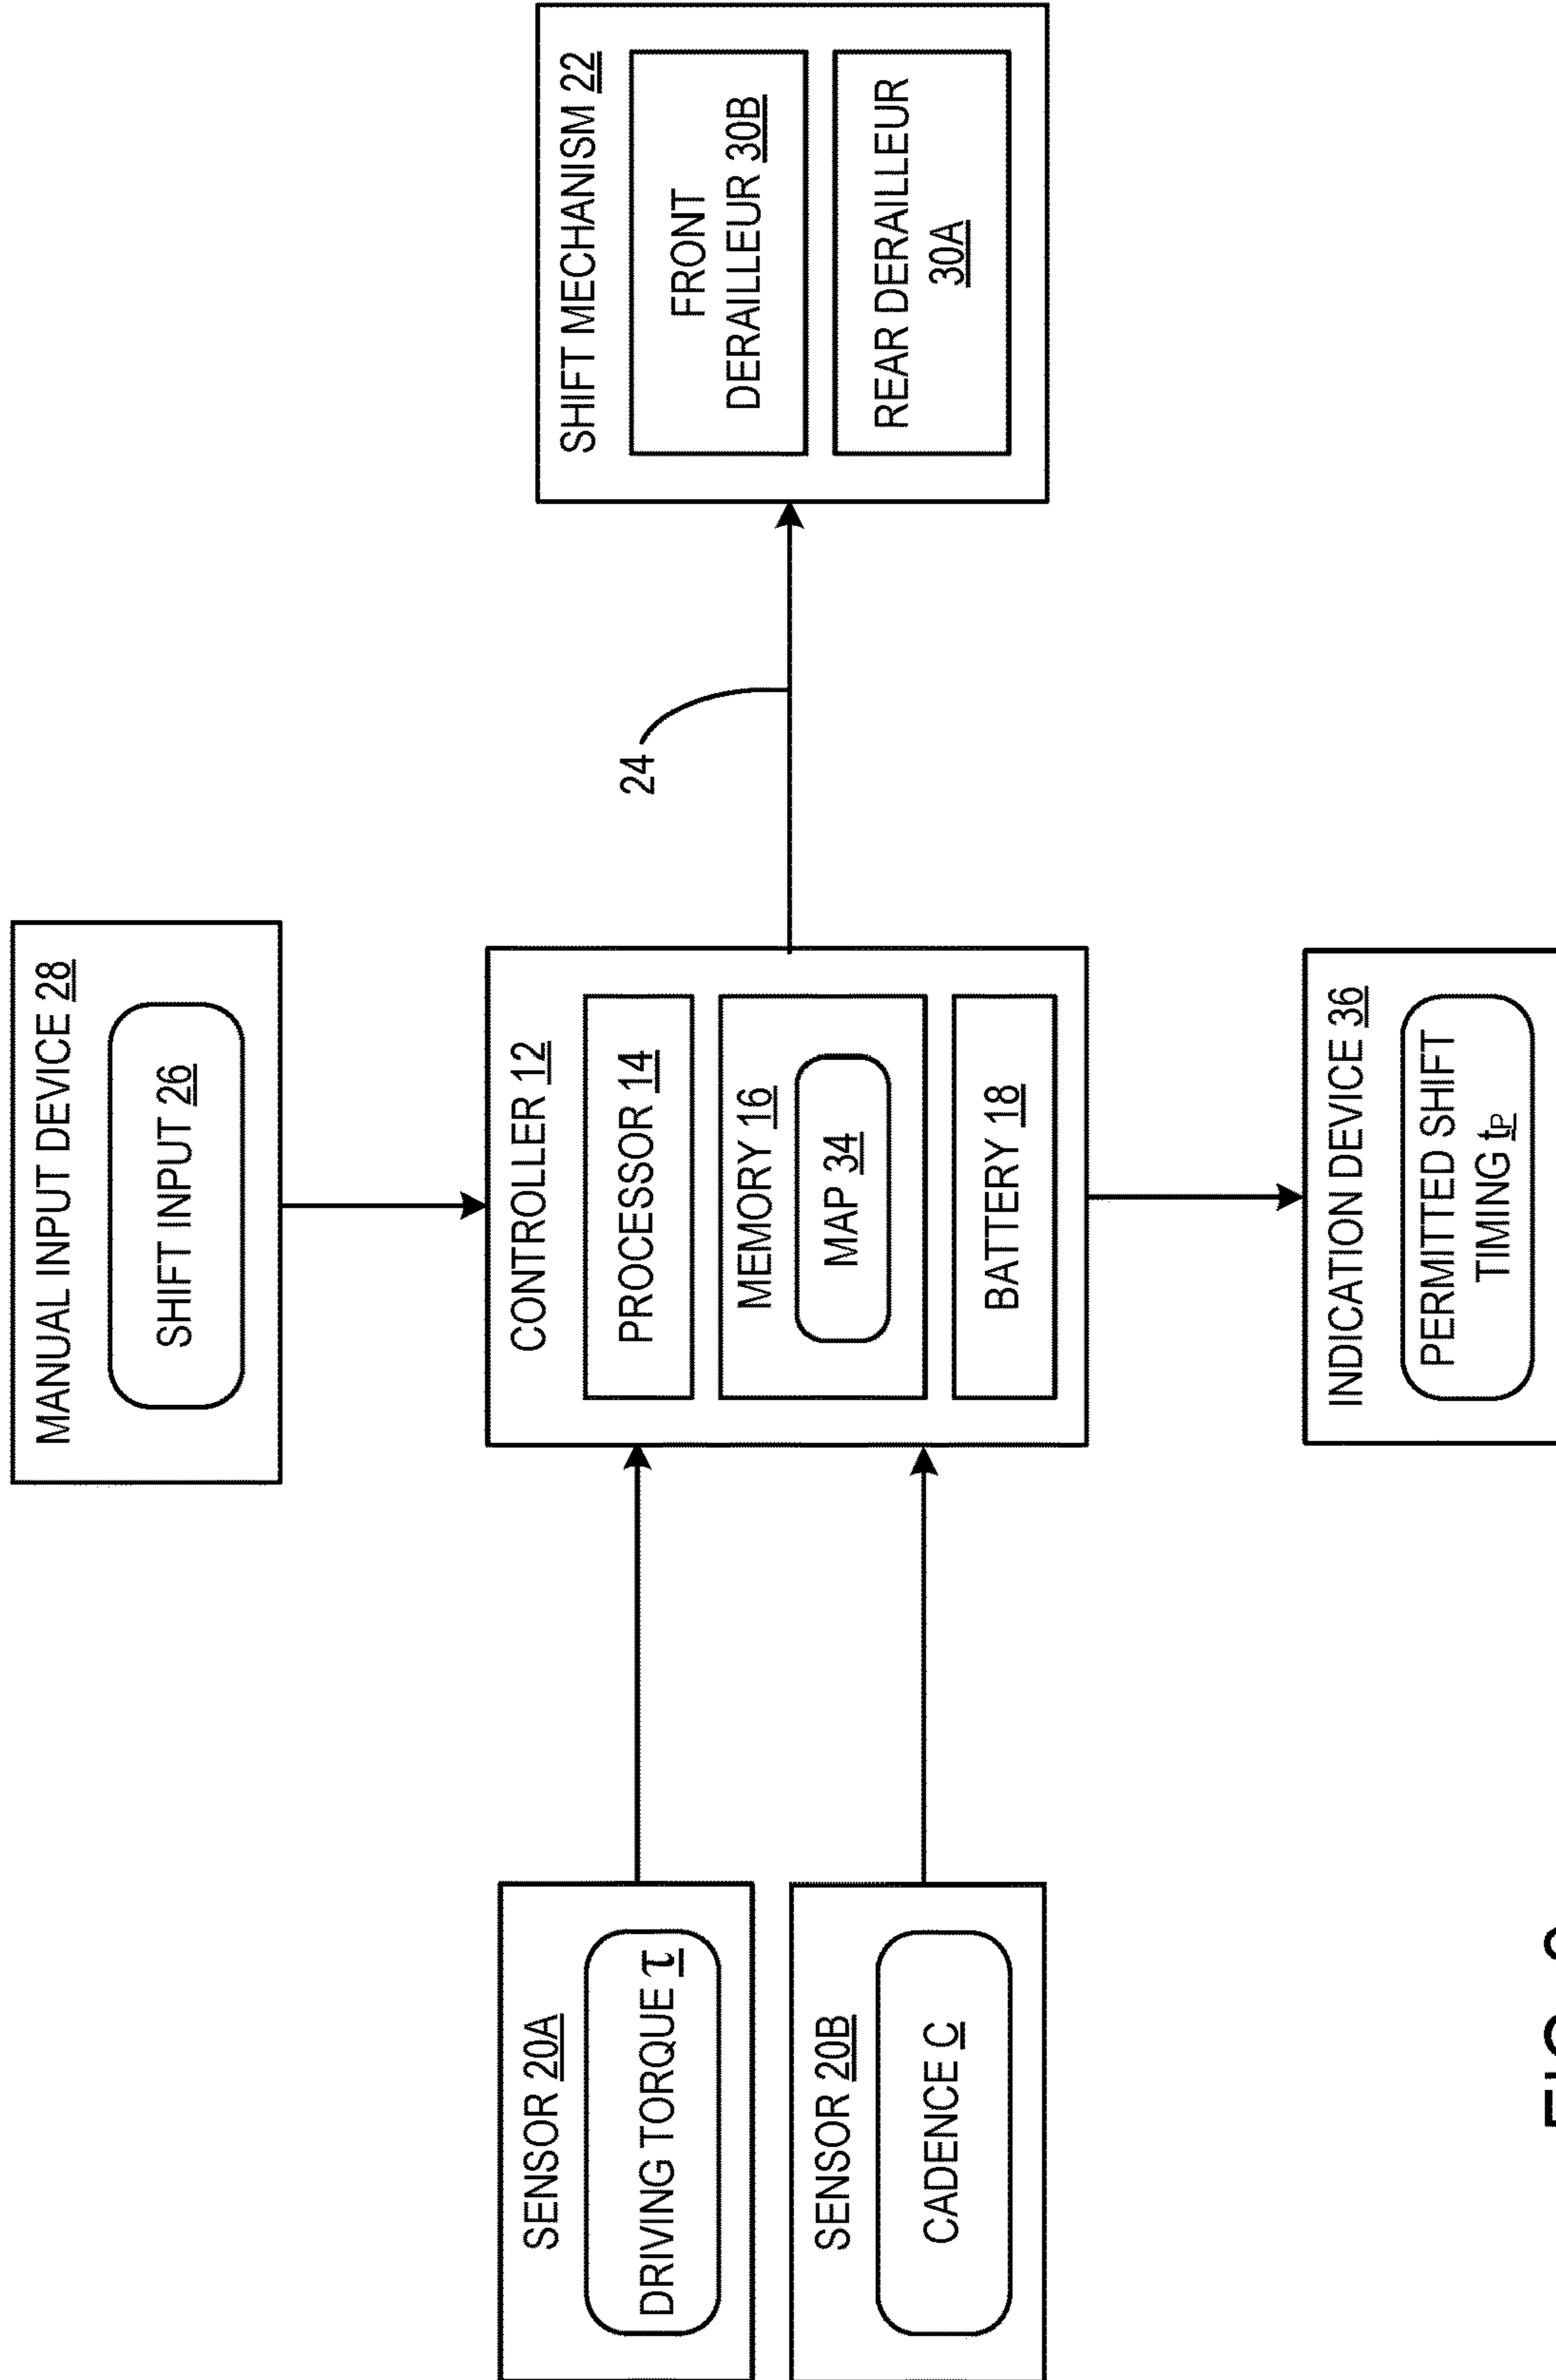 MANUAL INPUT DEVICE 28
SHIFT INPUT 26
SENSOR 20A
DRIVING TORQUE τ
SENSOR 20B
CADENCE C
CONTROLLER 12
PROCESSOR 14
MEMORY 16
MAP 34
BATTERY 18
24
SHIFT MECHANISM 22
FRONT
DERAILLEUR 30B
REAR DERAILLEUR
30A
INDICATION DEVICE 36
PERMITTED SHIFT
TIMING tP